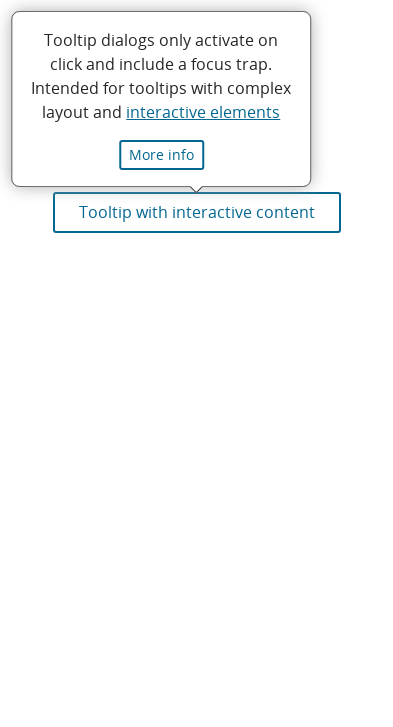 Tooltip dialogs only activate on
click and include a focus trap.
Intended for tooltips with complex
layout and interactive elements
More info
Tooltip with interactive content